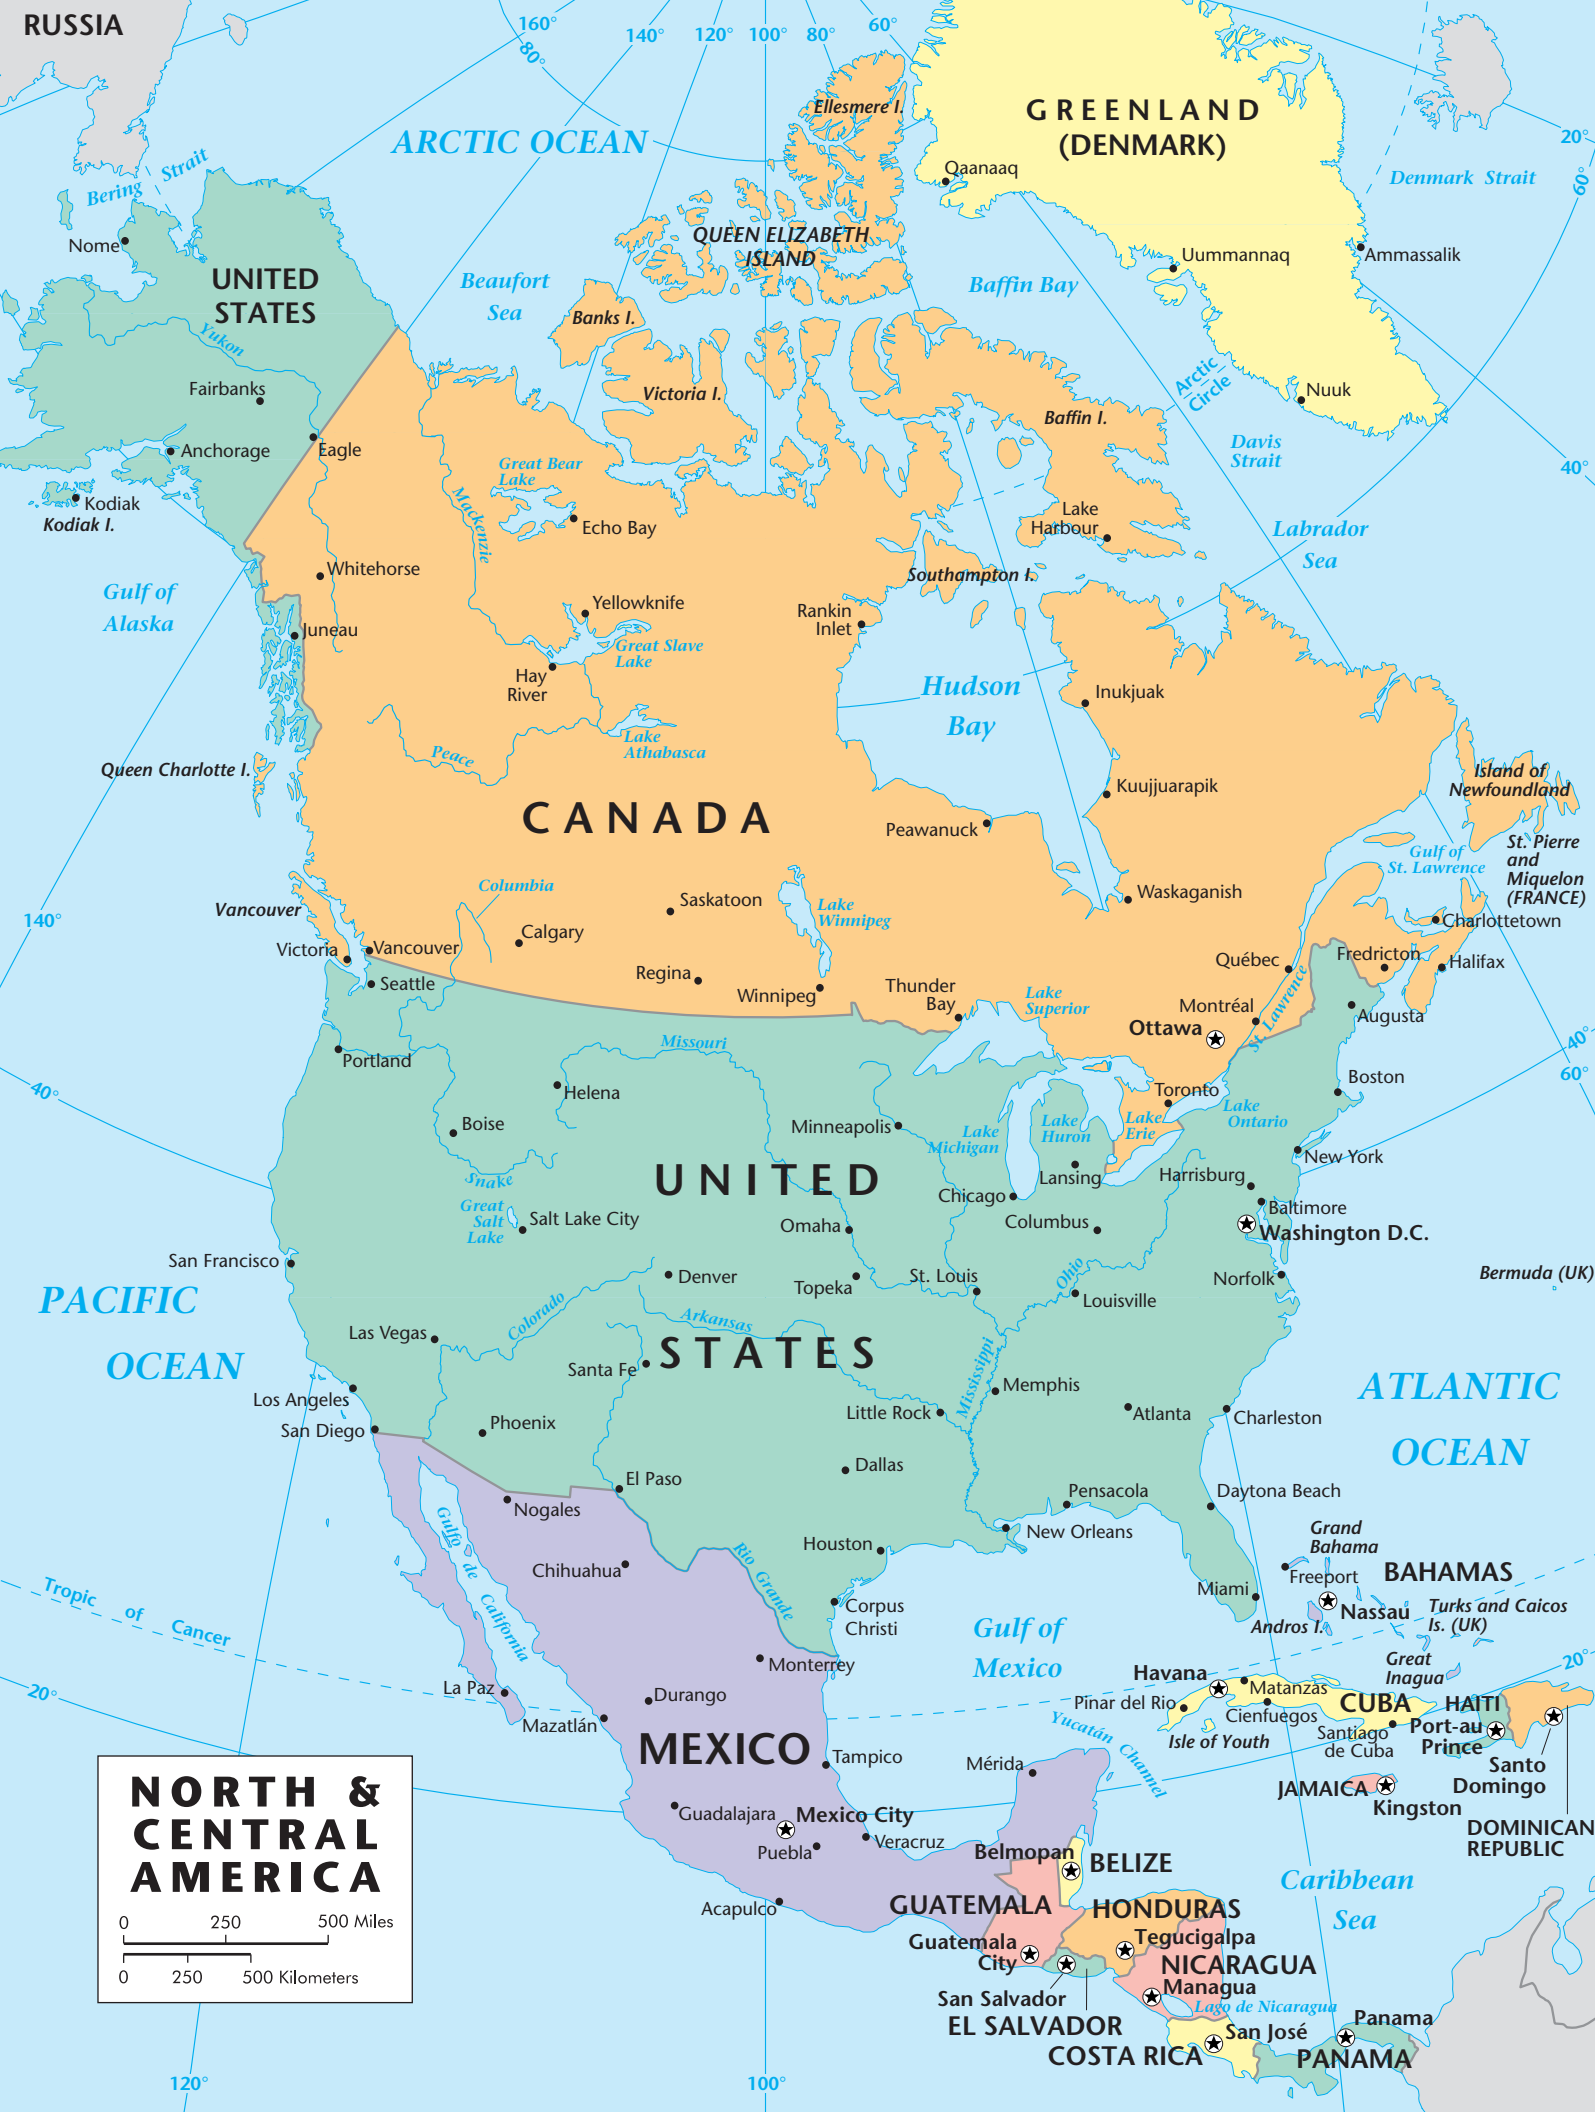 RUSSIA
160°
80°
140°
120°
100°
80°
60°
GREENLAND
(DENMARK)
Ellesmere I.
ARCTIC OCEAN
20°
60°
Bering Strait
Qaanaaq
Denmark Strait
Nome
QUEEN ELIZABETH
ISLAND
Uummannaq
Ammassalik
UNITED
STATES
Beaufort
Sea
Baffin Bay
Banks I.
Yukon
Fairbanks
Victoria I.
Arctic
Circle
Nuuk
Baffin I.
Anchorage
Eagle
Davis
Strait
40°
Great Bear
Lake
Kodiak
Kodiak I.
Mackenzie
Echo Bay
Lake
Harbour
Labrador
Sea
Whitehorse
Southampton I.
Gulf of
Alaska
Yellowknife
Rankin
Inlet
Juneau
Great Slave
Lake
Hay
River
Hudson
Bay
Inukjuak
Lake
Athabasca
Peace
Queen Charlotte I.
Island of
Newfoundland
Kuujjuarapik
CANADA
Peawanuck
St. Pierre
and
Miquelon
(FRANCE)
Gulf of
St. Lawrence
Columbia
Waskaganish
Saskatoon
Lake
Winnipeg
140°
Vancouver
Charlottetown
Calgary
Victoria
Vancouver
Fredricton
Halifax
Québec
Regina
Seattle
Winnipeg
Thunder
Bay
Lake
Superior
Montréal
St. Lawrence
Augusta
Ottawa
40°
60°
Portland
Missouri
Boston
40°
Helena
Toronto
Lake
Ontario
Boise
Minneapolis
Lake
Michigan
Lake
Huron
Lake
Erie
New York
Snake
UNITED
Lansing
Harrisburg
Chicago
Great
Salt
Lake
Salt Lake City
Omaha
Columbus
Baltimore
Washington D.C.
San Francisco
Denver
Topeka
St. Louis
Ohio
Norfolk
Bermuda (UK)
PACIFIC
OCEAN
Louisville
Colorado
Arkansas
Las Vegas
STATES
Santa Fe
Mississippi
Memphis
ATLANTIC
OCEAN
Los Angeles
Little Rock
Atlanta
Charleston
San Diego
Phoenix
Dallas
El Paso
Pensacola
Daytona Beach
Nogales
New Orleans
Grand
Bahama
Houston
Chihuahua
Rio Grande
Gulfo de California
Freeport
BAHAMAS
Miami
Tropic of Cancer
Corpus
Christi
Nassau
Turks and Caicos
Is. (UK)
Andros I.
Gulf of
Mexico
Great
Inagua
20°
Monterrey
Havana
Matanzas
20°
La Paz
Durango
Pinar del Rio
Cienfuegos
CUBA
HAITI
Mazatlán
Yucatán Channel
Isle of Youth
Santiago
de Cuba
Port-au
Prince
MEXICO
Tampico
Mérida
Santo
Domingo
JAMAICA
Kingston
DOMINICAN
REPUBLIC
NORTH &
CENTRAL
AMERICA
Guadalajara
Mexico City
Puebla
Veracruz
Belmopan
BELIZE
Acapulco
GUATEMALA
HONDURAS
Caribbean
Sea
0 250 500 Miles
Guatemala
City
Tegucigalpa
NICARAGUA
0 250 500 Kilometers
Managua
San Salvador
Lago de Nicaragua
EL SALVADOR
San José
Panama
COSTA RICA
PANAMA
120°
100°